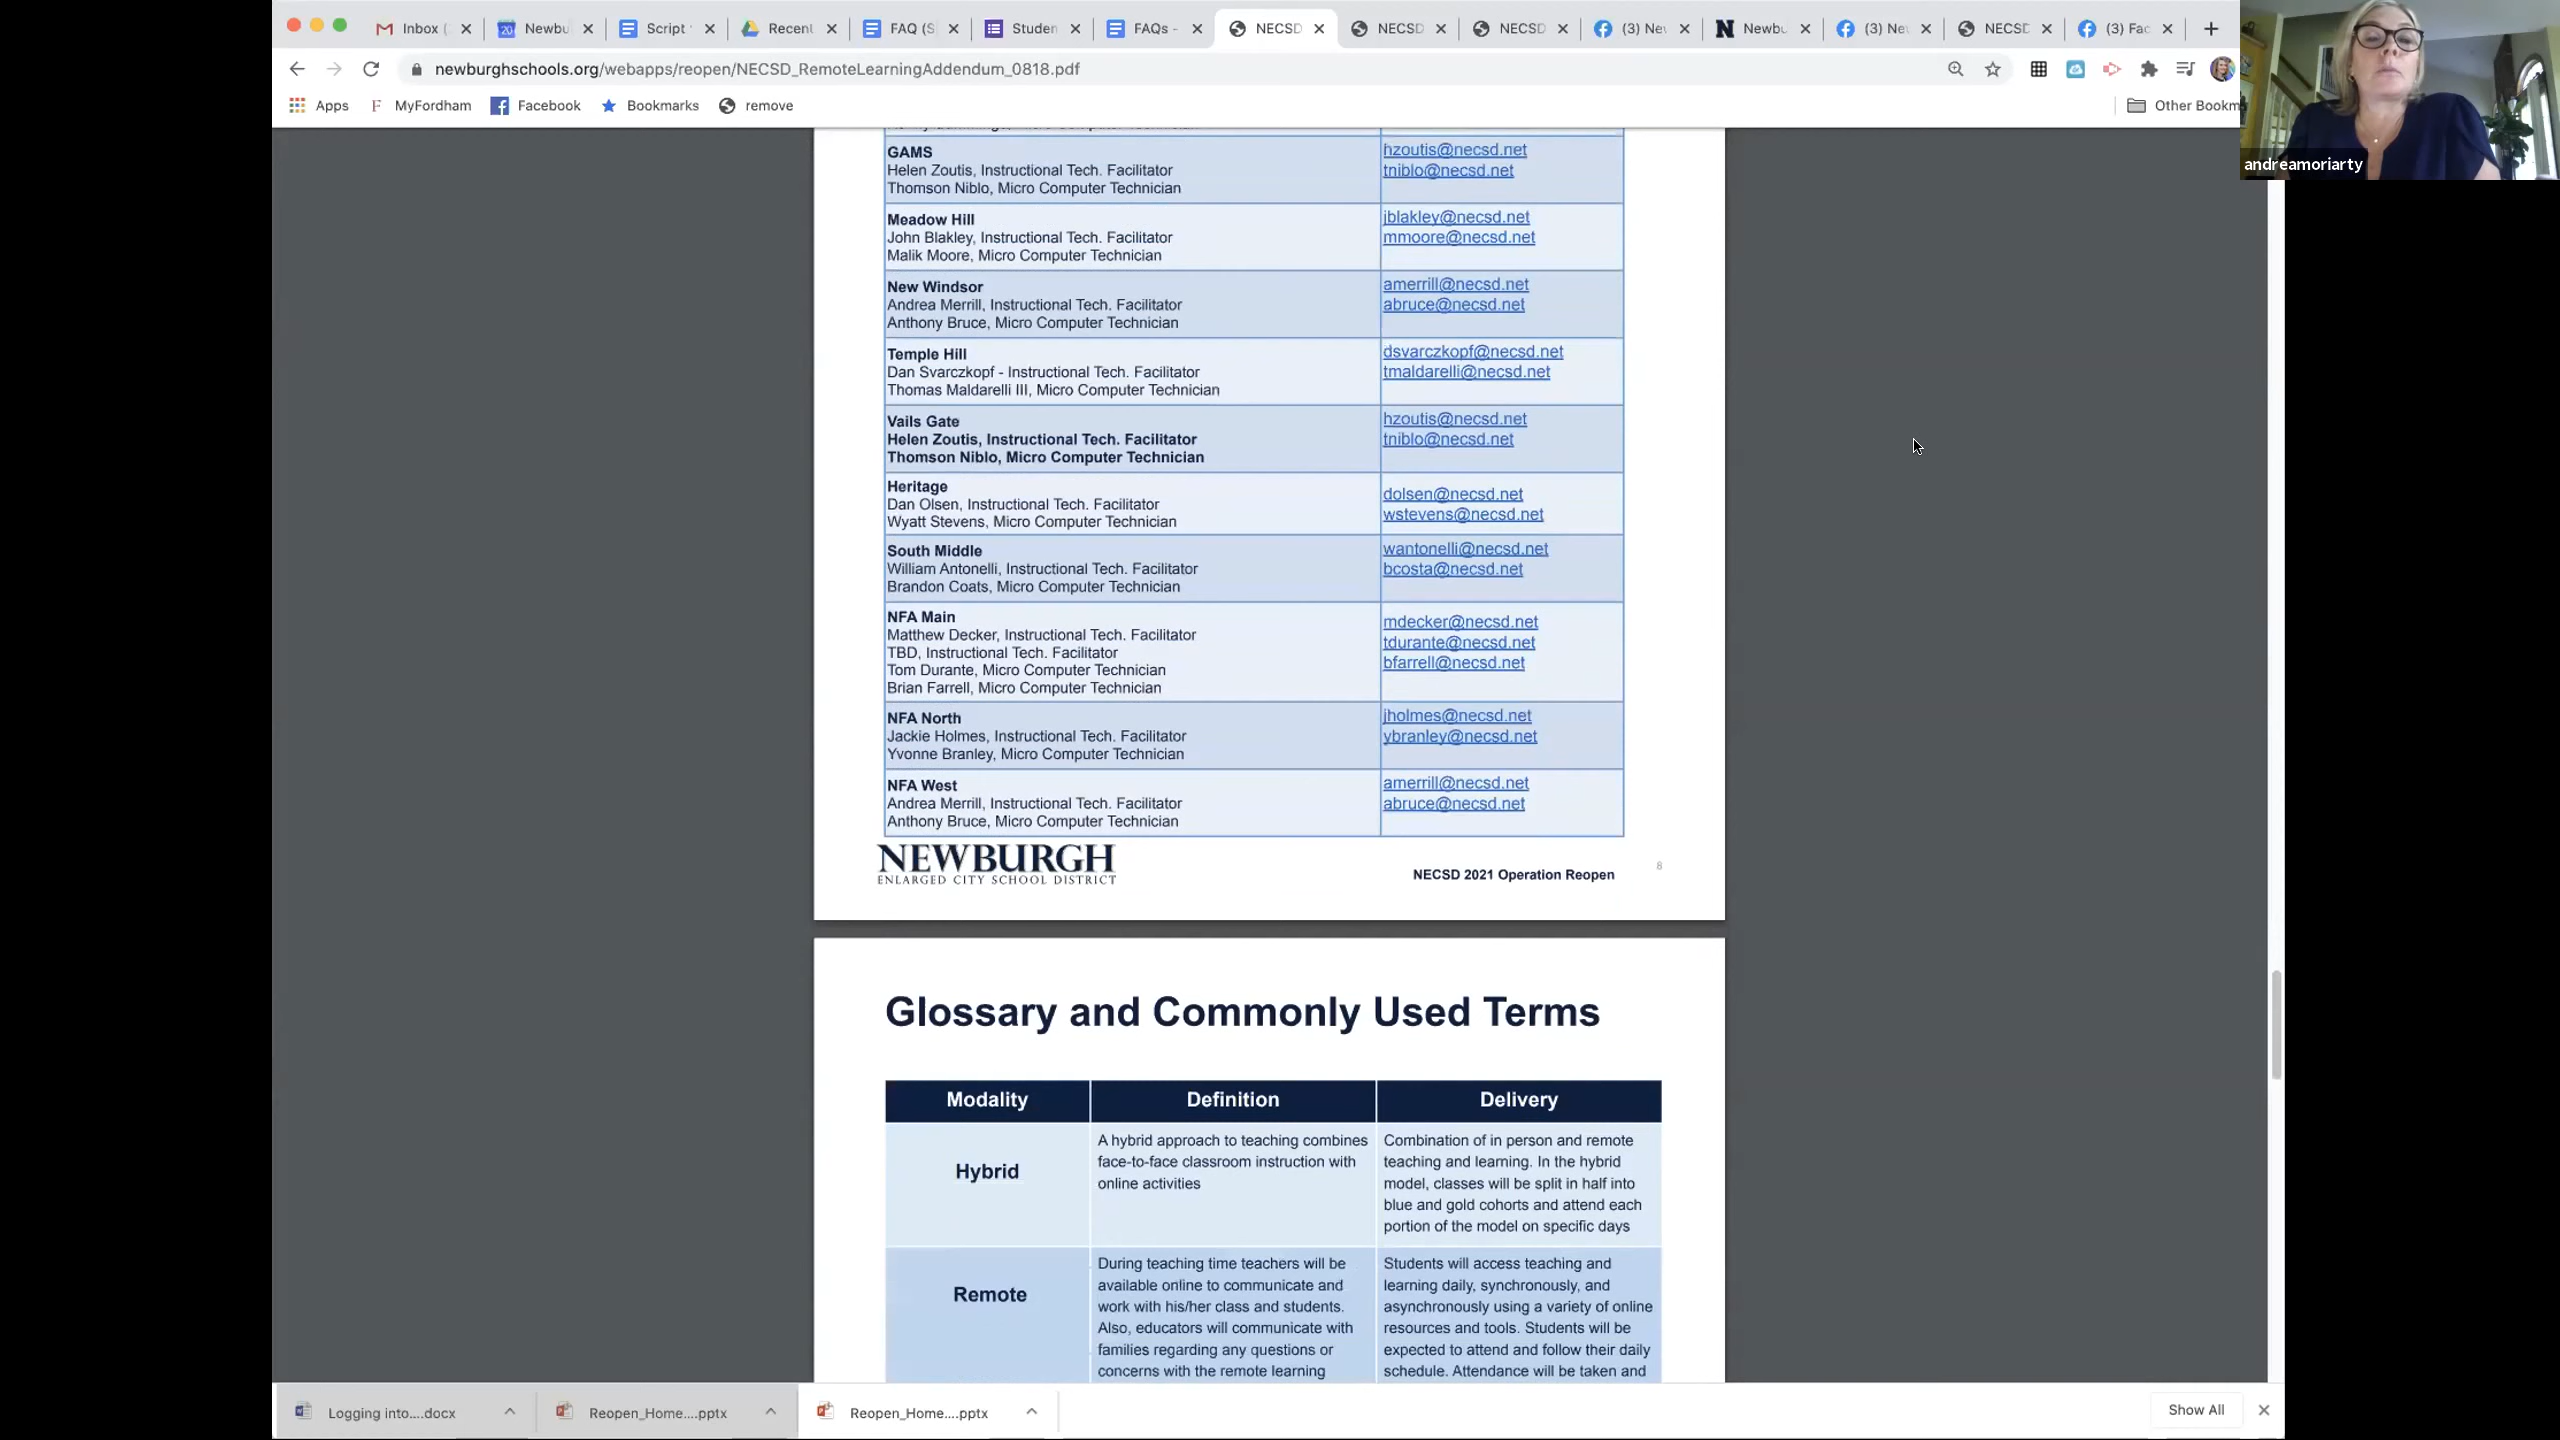 Inbox (
Newbu
Script
Recent
FAQ (S
Studen
FAQs -
NECSD
NECSD
NECSD
(3) Ne
Newbu
(3) Ne
NECSD
(3) Fac
newburghschools.org/webapps/reopen/NECSD_RemoteLearningAddendum_0818.pdf
Apps
MyFordham
Facebook
Bookmarks
remove
Other Bookm
andreamoriarty
GAMS
Helen Zoutis, Instructional Tech. Facilitator
Thomson Niblo, Micro Computer Technician
hzoutis@necsd.net
tniblo@necsd.net
Meadow Hill
John Blakley, Instructional Tech. Facilitator
Malik Moore, Micro Computer Technician
jblakley@necsd.net
mmoore@necsd.net
New Windsor
Andrea Merrill, Instructional Tech. Facilitator
Anthony Bruce, Micro Computer Technician
amerrill@necsd.net
abruce@necsd.net
Temple Hill
Dan Svarczkopf - Instructional Tech. Facilitator
Thomas Maldarelli III, Micro Computer Technician
dsvarczkopf@necsd.net
tmaldarelli@necsd.net
Vails Gate
Helen Zoutis, Instructional Tech. Facilitator
Thomson Niblo, Micro Computer Technician
hzoutis@necsd.net
tniblo@necsd.net
Heritage
Dan Olsen, Instructional Tech. Facilitator
Wyatt Stevens, Micro Computer Technician
dolsen@necsd.net
wstevens@necsd.net
South Middle
William Antonelli, Instructional Tech. Facilitator
Brandon Coats, Micro Computer Technician
wantonelli@necsd.net
bcosta@necsd.net
NFA Main
Matthew Decker, Instructional Tech. Facilitator
TBD, Instructional Tech. Facilitator
Tom Durante, Micro Computer Technician
Brian Farrell, Micro Computer Technician
mdecker@necsd.net
tdurante@necsd.net
bfarrell@necsd.net
NFA North
Jackie Holmes, Instructional Tech. Facilitator
Yvonne Branley, Micro Computer Technician
jholmes@necsd.net
ybranley@necsd.net
NFA West
Andrea Merrill, Instructional Tech. Facilitator
Anthony Bruce, Micro Computer Technician
amerrill@necsd.net
abruce@necsd.net
NEWBURGH
ENLARGED CITY SCHOOL DISTRICT
NECSD 2021 Operation Reopen
8
Glossary and Commonly Used Terms
Modality
Definition
Delivery
Hybrid
A hybrid approach to teaching combines
face-to-face classroom instruction with
online activities
Combination of in person and remote
teaching and learning. In the hybrid
model, classes will be split in half into
blue and gold cohorts and attend each
portion of the model on specific days
Remote
During teaching time teachers will be
available online to communicate and
work with his/her class and students.
Also, educators will communicate with
families regarding any questions or
concerns with the remote learning
Students will access teaching and
learning daily, synchronously, and
asynchronously using a variety of online
resources and tools. Students will be
expected to attend and follow their daily
schedule. Attendance will be taken and
Logging into....docx
Reopen_Home....pptx
Reopen_Home....pptx
Show All